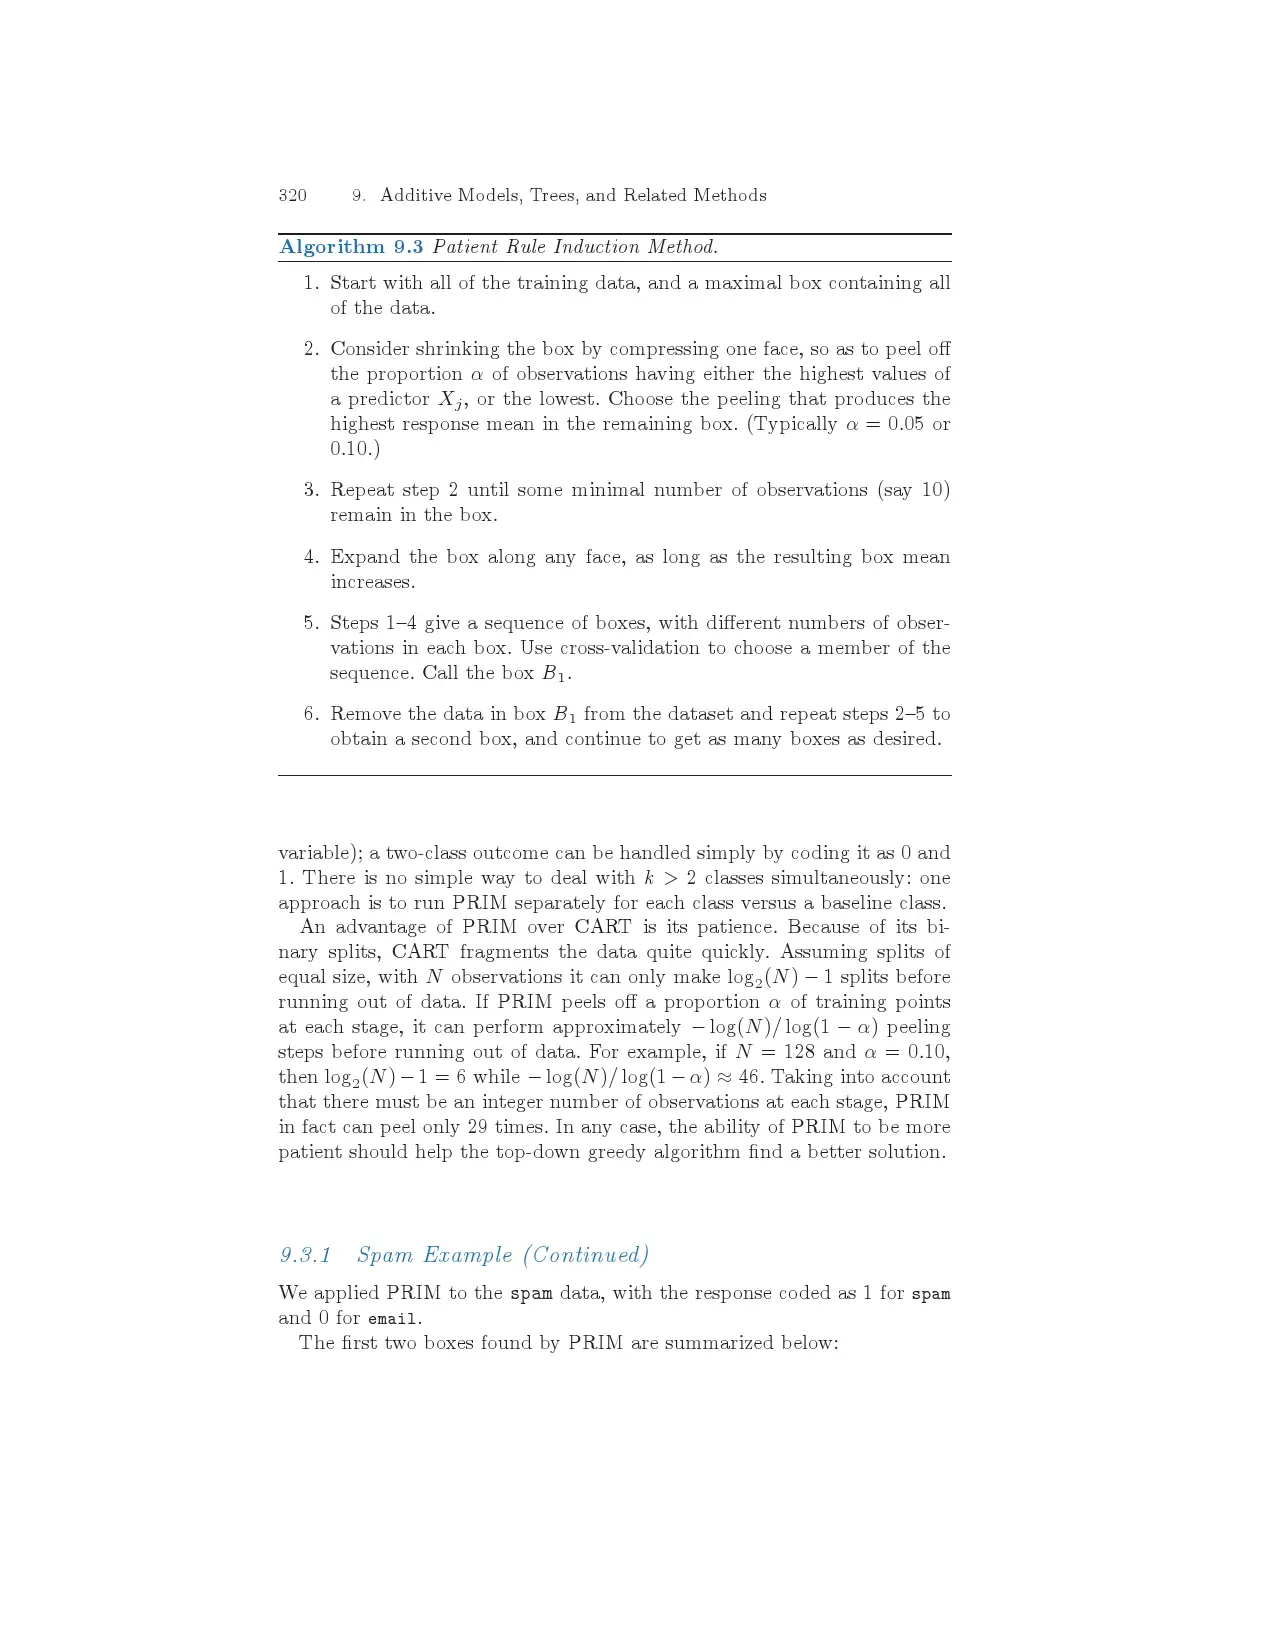 320 9. Additive Models, Trees, and Related Methods
Algorithm 9.3 Patient Rule Induction Method.
1. Start with all of the training data, and a maximal box containing all
of the data.
2. Consider shrinking the box by compressing one face, so as to peel off
the proportion α of observations having either the highest values of
a predictor Xj, or the lowest. Choose the peeling that produces the
highest response mean in the remaining box. (Typically α = 0.05 or
0.10.)
3. Repeat step 2 until some minimal number of observations (say 10)
remain in the box.
4. Expand the box along any face, as long as the resulting box mean
increases.
5. Steps 1–4 give a sequence of boxes, with different numbers of obser-
vations in each box. Use cross-validation to choose a member of the
sequence. Call the box B1.
6. Remove the data in box B1 from the dataset and repeat steps 2–5 to
obtain a second box, and continue to get as many boxes as desired.
variable); a two-class outcome can be handled simply by coding it as 0 and
1. There is no simple way to deal with k > 2 classes simultaneously: one
approach is to run PRIM separately for each class versus a baseline class.
An advantage of PRIM over CART is its patience. Because of its bi-
nary splits, CART fragments the data quite quickly. Assuming splits of
equal size, with N observations it can only make log2(N) − 1 splits before
running out of data. If PRIM peels off a proportion α of training points
at each stage, it can perform approximately − log(N)/ log(1 − α) peeling
steps before running out of data. For example, if N = 128 and α = 0.10,
then log2(N) − 1 = 6 while − log(N)/ log(1 − α) ≈ 46. Taking into account
that there must be an integer number of observations at each stage, PRIM
in fact can peel only 29 times. In any case, the ability of PRIM to be more
patient should help the top-down greedy algorithm find a better solution.
9.3.1 Spam Example (Continued)
We applied PRIM to the spam data, with the response coded as 1 for spam
and 0 for email.
The first two boxes found by PRIM are summarized below: